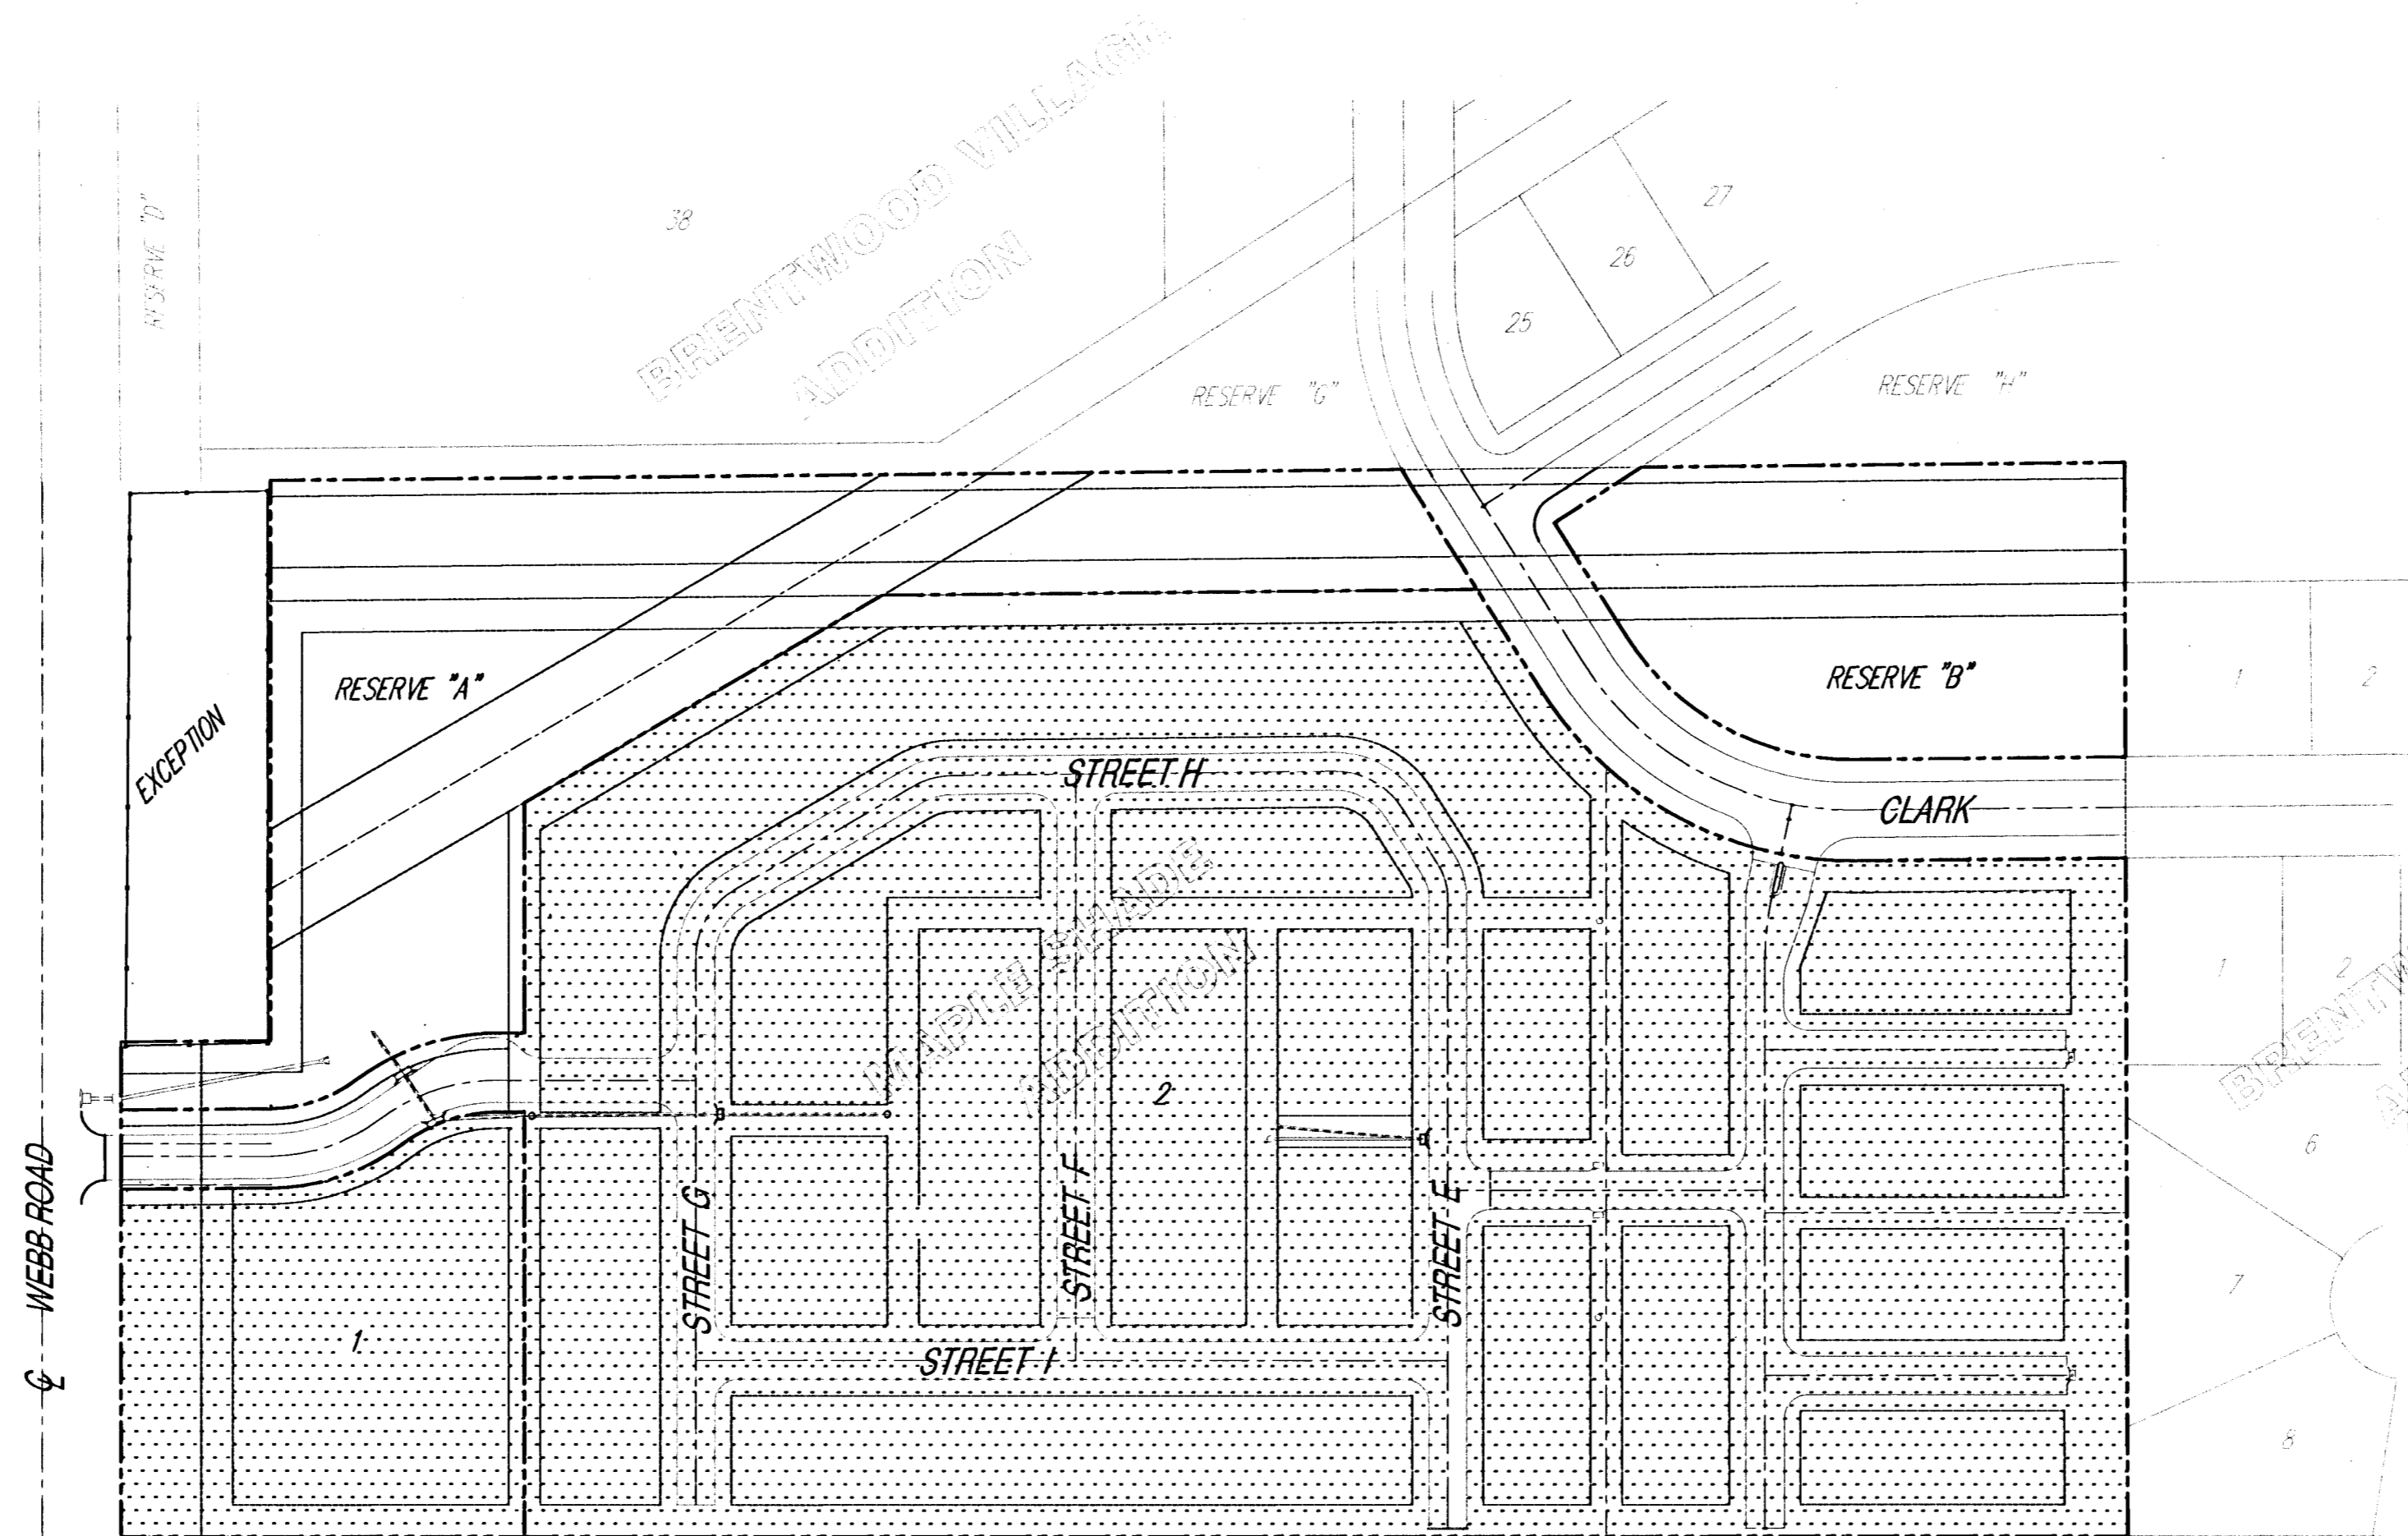 BRENTWOOD VILLAGE
ADDITION
RESERVE "D"
38
27
26
25
RESERVE "G"
RESERVE "H"
RESERVE "A"
RESERVE "B"
EXCEPTION
1
2
STREET H
CLARK
MAPLE SHADE
ADDITION
1
2
2
6
7
8
WEBB ROAD
STREET G
STREET F
STREET E
1
STREET I